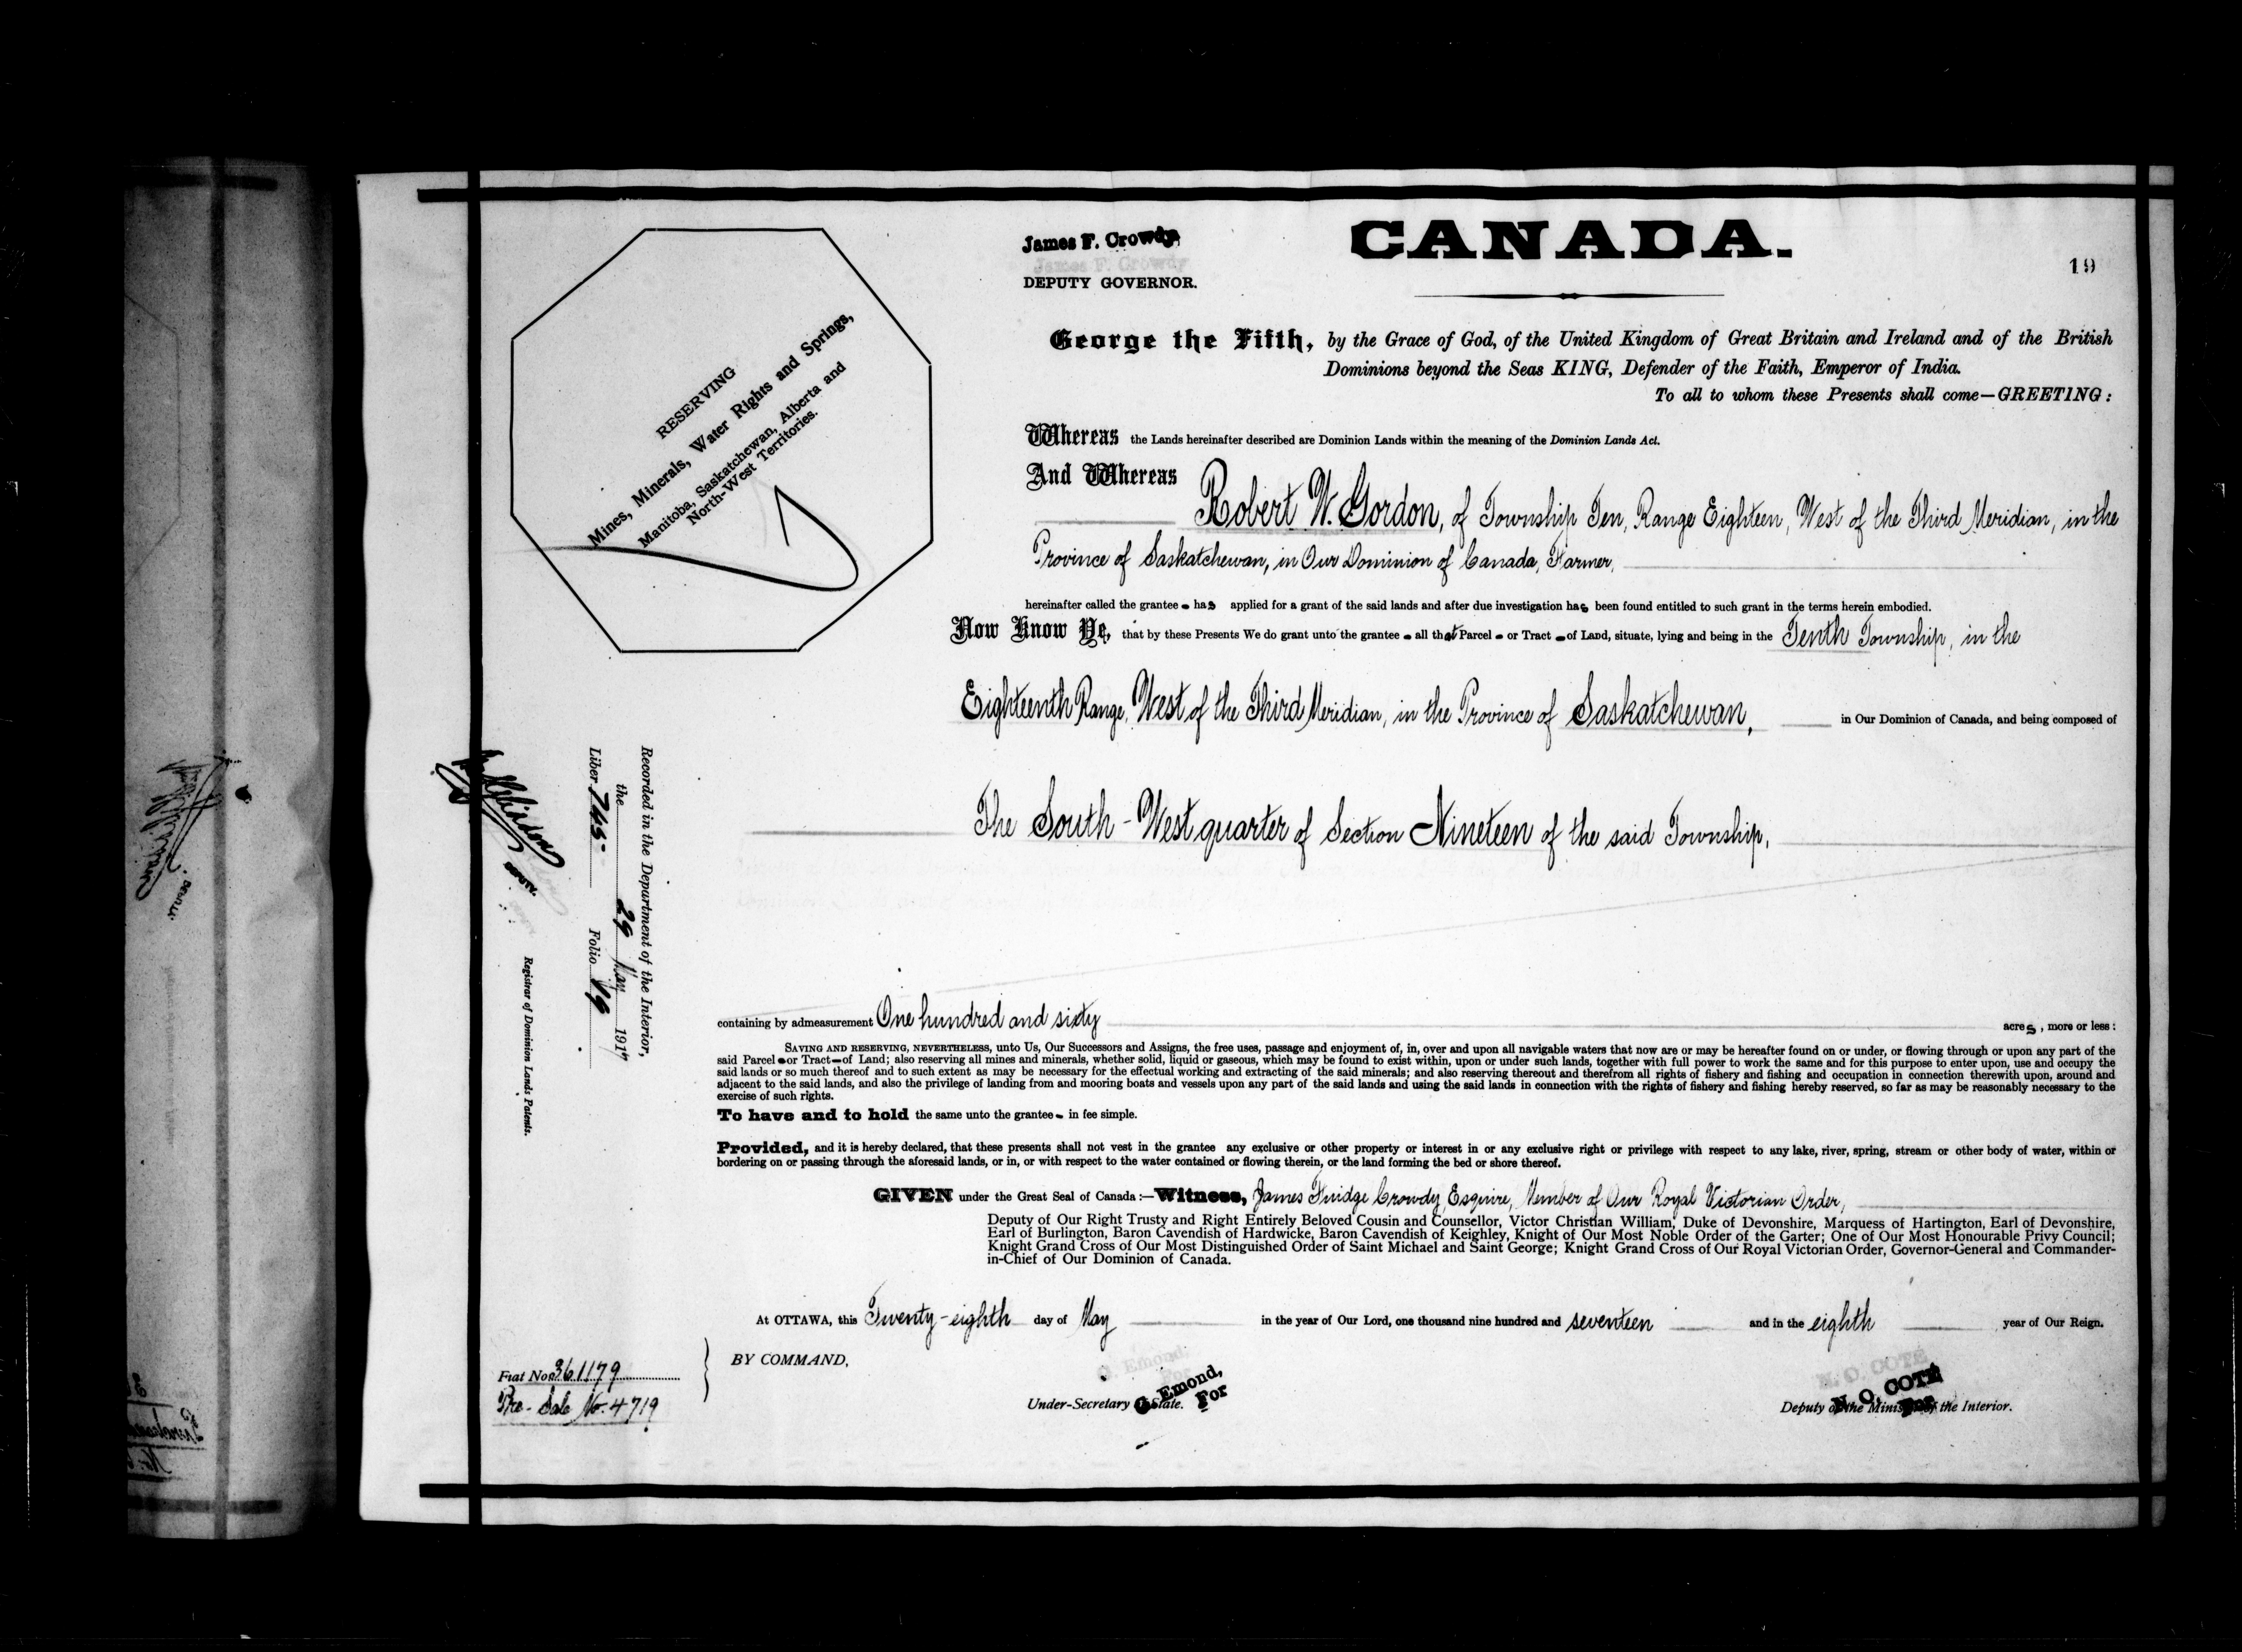 CANADA.
James F. Crowdy,
James F. Crowdy
DEPUTY GOVERNOR.
19
RESERVING
Mines, Minerals, Water Rights and Springs,
Manitoba, Saskatchewan, Alberta and
North-West Territories.
George the Fifth, by the Grace of God, of the United Kingdom of Great Britain and Ireland and of the British
Dominions beyond the Seas KING, Defender of the Faith, Emperor of India.
To all to whom these Presents shall come—GREETING:
Whereas the Lands hereinafter described are Dominion Lands within the meaning of the Dominion Lands Act.
And Whereas
Robert W. Gordon, of Township Ten, Range Eighteen, West of the Third Meridian, in the
Province of Saskatchewan, in Our Dominion of Canada, Farmer,
hereinafter called the grantee has applied for a grant of the said lands and after due investigation has been found entitled to such grant in the terms herein embodied.
Now Know Ye, that by these Presents We do grant unto the grantee all that Parcel or Tract of Land, situate, lying and being in the Tenth Township, in the
Eighteenth Range, West of the Third Meridian, in the Province of Saskatchewan, in Our Dominion of Canada, and being composed of
The South-West quarter of Section Nineteen of the said Township,
Recorded in the Department of the Interior,
the 29 May 1917
Liber 745 Folio 19
DEPUTY.
Registrar of Dominion Lands Patents.
containing by admeasurement One hundred and sixty acres, more or less:
SAVING AND RESERVING, NEVERTHELESS, unto Us, Our Successors and Assigns, the free uses, passage and enjoyment of, in, over and upon all navigable waters that now are or may be hereafter found on or under, or flowing through or upon any part of the
said Parcel or Tract of Land; also reserving all mines and minerals, whether solid, liquid or gaseous, which may be found to exist within, upon or under such lands, together with full power to work the same and for this purpose to enter upon, use and occupy the
said lands or so much thereof and to such extent as may be necessary for the effectual working and extracting of the said minerals; and also reserving thereout and therefrom all rights of fishery and fishing and occupation in connection therewith upon, around and
adjacent to the said lands, and also the privilege of landing from and mooring boats and vessels upon any part of the said lands and using the said lands in connection with the rights of fishery and fishing hereby reserved, so far as may be reasonably necessary to the
exercise of such rights.
To have and to hold the same unto the grantee in fee simple.
Provided, and it is hereby declared, that these presents shall not vest in the grantee any exclusive or other property or interest in or any exclusive right or privilege with respect to any lake, river, spring, stream or other body of water, within or
bordering on or passing through the aforesaid lands, or in, or with respect to the water contained or flowing therein, or the land forming the bed or shore thereof.
GIVEN under the Great Seal of Canada:—Witness, James Fuidge Crowdy, Esquire, Member of Our Royal Victorian Order,
Deputy of Our Right Trusty and Right Entirely Beloved Cousin and Counsellor, Victor Christian William, Duke of Devonshire, Marquess of Hartington, Earl of Devonshire,
Earl of Burlington, Baron Cavendish of Hardwicke, Baron Cavendish of Keighley, Knight of Our Most Noble Order of the Garter; One of Our Most Honourable Privy Council;
Knight Grand Cross of Our Most Distinguished Order of Saint Michael and Saint George; Knight Grand Cross of Our Royal Victorian Order, Governor-General and Commander-
in-Chief of Our Dominion of Canada.
At OTTAWA, this Twenty-eighth day of May in the year of Our Lord, one thousand nine hundred and seventeen and in the eighth year of Our Reign.
BY COMMAND,
Fiat No. 361179
Pre-Sale No. 4719
Emond,
For
Under-Secretary of State.
N. O. COTE
For
Deputy of the Minister of the Interior.